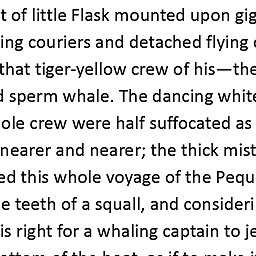 t of little Flask mounted upon gig
ing couriers and detached flying
that tiger-yellow crew of his—the
d sperm whale. The dancing white
ole crew were half suffocated as
nearer and nearer; the thick mist
ed this whole voyage of the Pequ
e teeth of a squall, and consideri
is right for a whaling captain to je